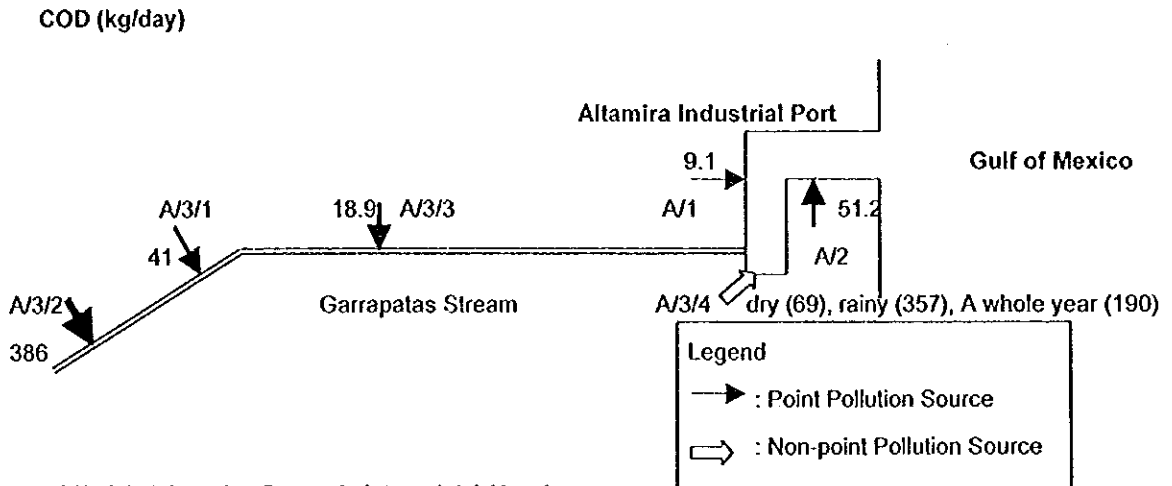 COD (kg/day)
Altamira Industrial Port
9.1
Gulf of Mexico
A/3/1
18.9
A/3/3
A/1
51.2
41
A/2
A/3/2
Garrapatas Stream
A/3/4
dry (69), rainy (357), A whole year (190)
386
Legend
: Point Pollution Source
: Non-point Pollution Source